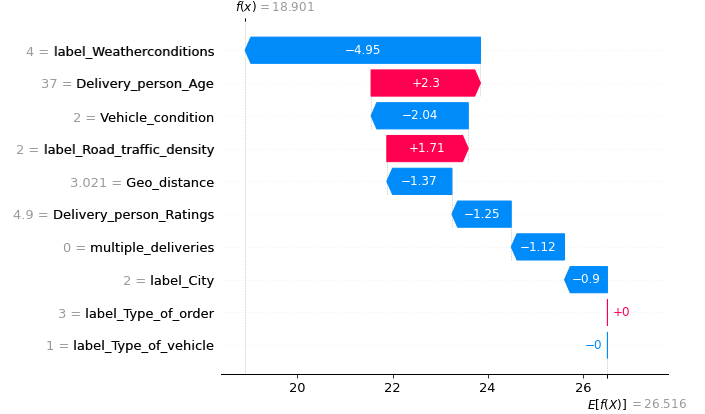 f(x) = 18.901
4 = label_Weatherconditions −4.95
37 = Delivery_person_Age +2.3
2 = Vehicle_condition −2.04
2 = label_Road_traffic_density +1.71
3.021 = Geo_distance −1.37
4.9 = Delivery_person_Ratings −1.25
0 = multiple_deliveries −1.12
2 = label_City −0.9
3 = label_Type_of_order +0
1 = label_Type_of_vehicle −0
20 22 24 26
E[f(X)] = 26.516